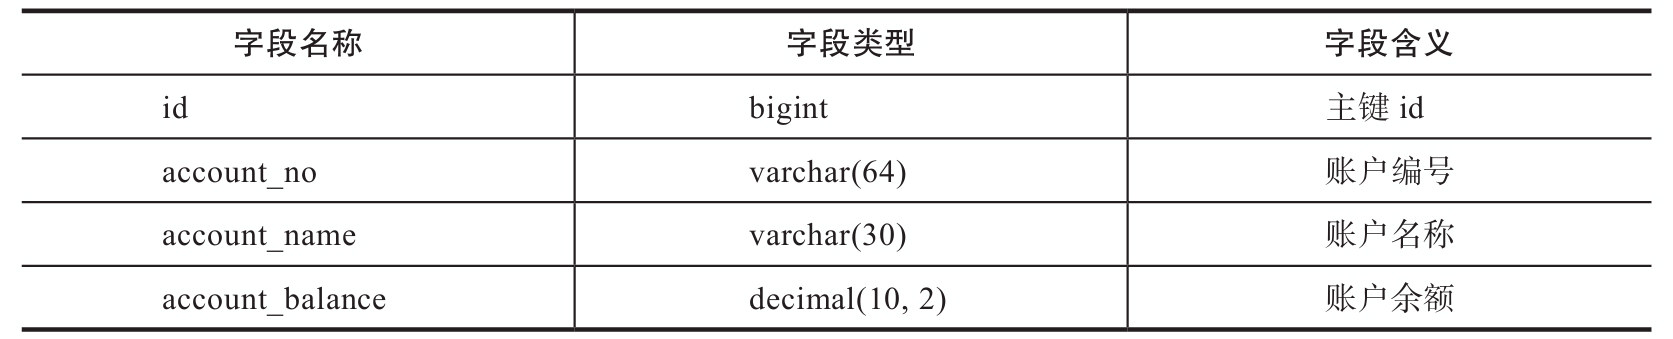 字段名称 字段类型 字段含义
id bigint 主键 id
account_no varchar(64) 账户编号
account_name varchar(30) 账户名称
account_balance decimal(10, 2) 账户余额